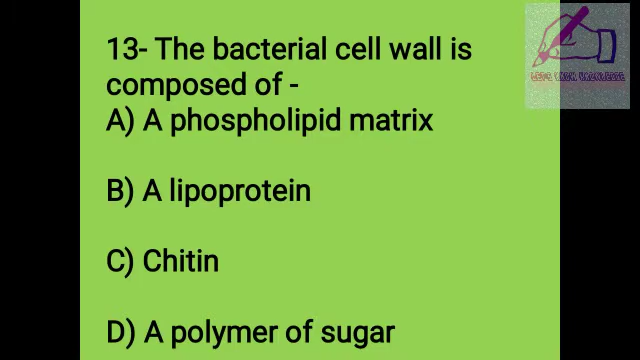 13- The bacterial cell wall is
composed of -
A) A phospholipid matrix
B) A lipoprotein
C) Chitin
D) A polymer of sugar